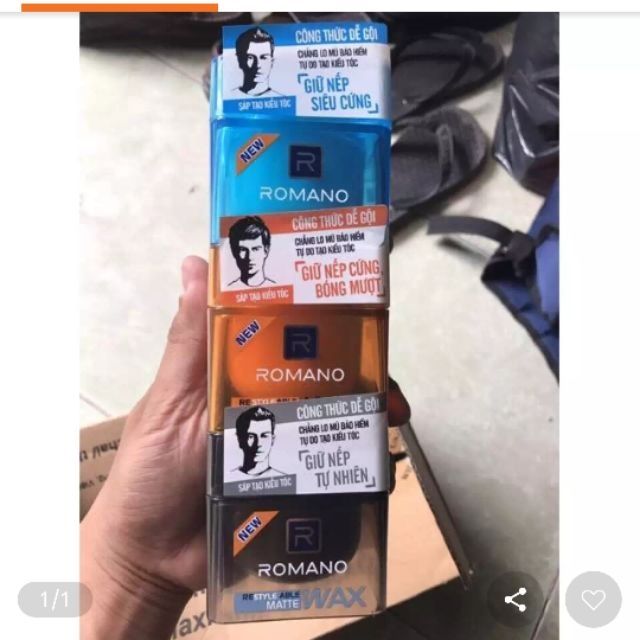 CÔNG THỨC DỄ GỘI
CHẲNG LO MŨ BẢO HIỂM
TỰ DO TẠO KIỂU TÓC
GIỮ NẾP
SIÊU CỨNG
SÁP TẠO KIỂU TÓC
NEW
R
ROMANO
CÔNG THỨC DỄ GỘI
CHẲNG LO MŨ BẢO HIỂM
TỰ DO TẠO KIỂU TÓC
GIỮ NẾP CỨNG
BÓNG MƯỢT
SÁP TẠO KIỂU TÓC
NEW
R
ROMANO
CÔNG THỨC DỄ GỘI
CHẲNG LO MŨ BẢO HIỂM
TỰ DO TẠO KIỂU TÓC
GIỮ NẾP
TỰ NHIÊN
SÁP TẠO KIỂU TÓC
NEW
R
ROMANO
RESTYLEABLE
MATTE WAX
1/1